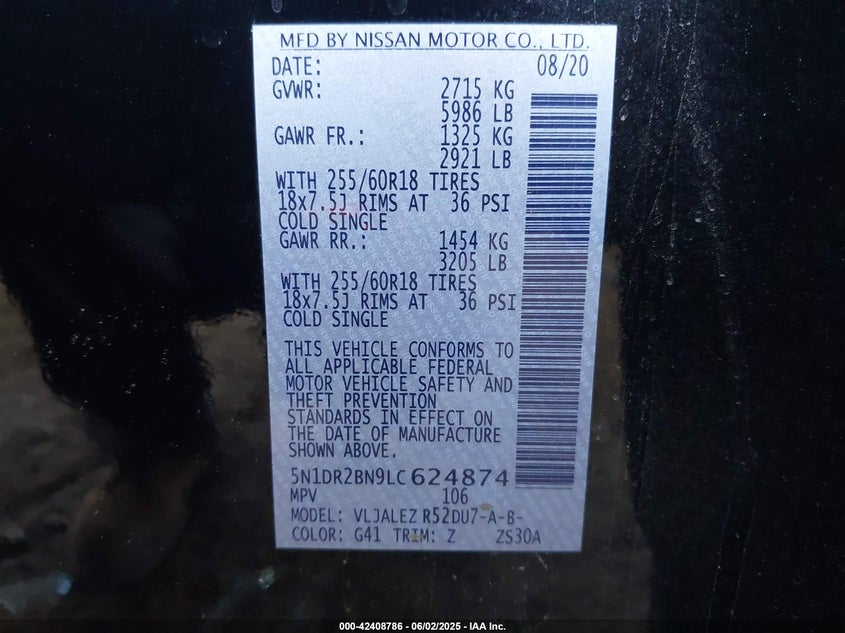 MFD BY NISSAN MOTOR CO., LTD.
DATE: 08/20
GVWR: 2715 KG
5986 LB
GAWR FR.: 1325 KG
2921 LB
WITH 255/60R18 TIRES
18x7.5J RIMS AT 36 PSI
COLD SINGLE
GAWR RR.: 1454 KG
3205 LB
WITH 255/60R18 TIRES
18x7.5J RIMS AT 36 PSI
COLD SINGLE
THIS VEHICLE CONFORMS TO
ALL APPLICABLE FEDERAL
MOTOR VEHICLE SAFETY AND
THEFT PREVENTION
STANDARDS IN EFFECT ON
THE DATE OF MANUFACTURE
SHOWN ABOVE.
5N1DR2BN9LC624874
MPV 106
MODEL: VLJALEZ R52DU7-A-B-
COLOR: G41 TRIM: Z ZS30A
000-42408786 - 06/02/2025 - IAA Inc.